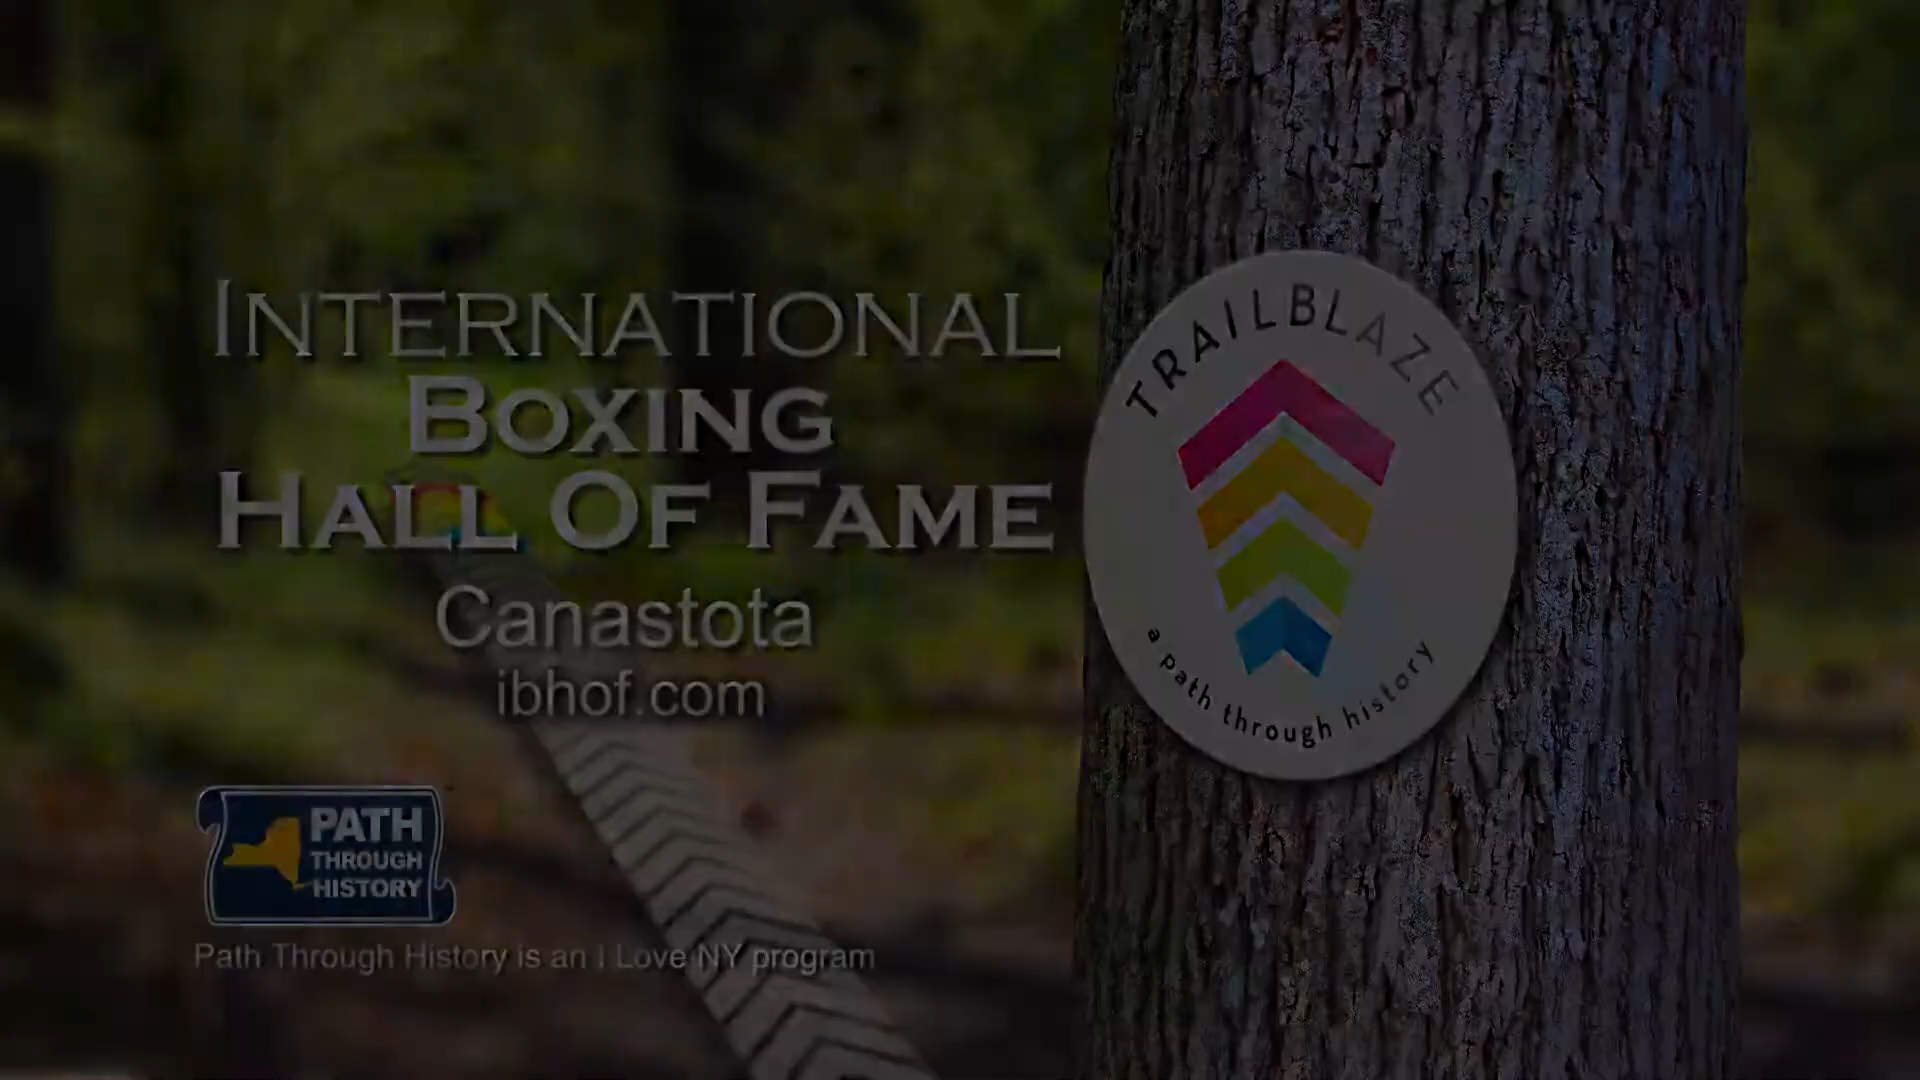 INTERNATIONAL
BOXING
HALL OF FAME
Canastota
ibhof.com
TRAILBLAZE
a path through history
PATH
THROUGH
HISTORY
Path Through History is an I Love NY program